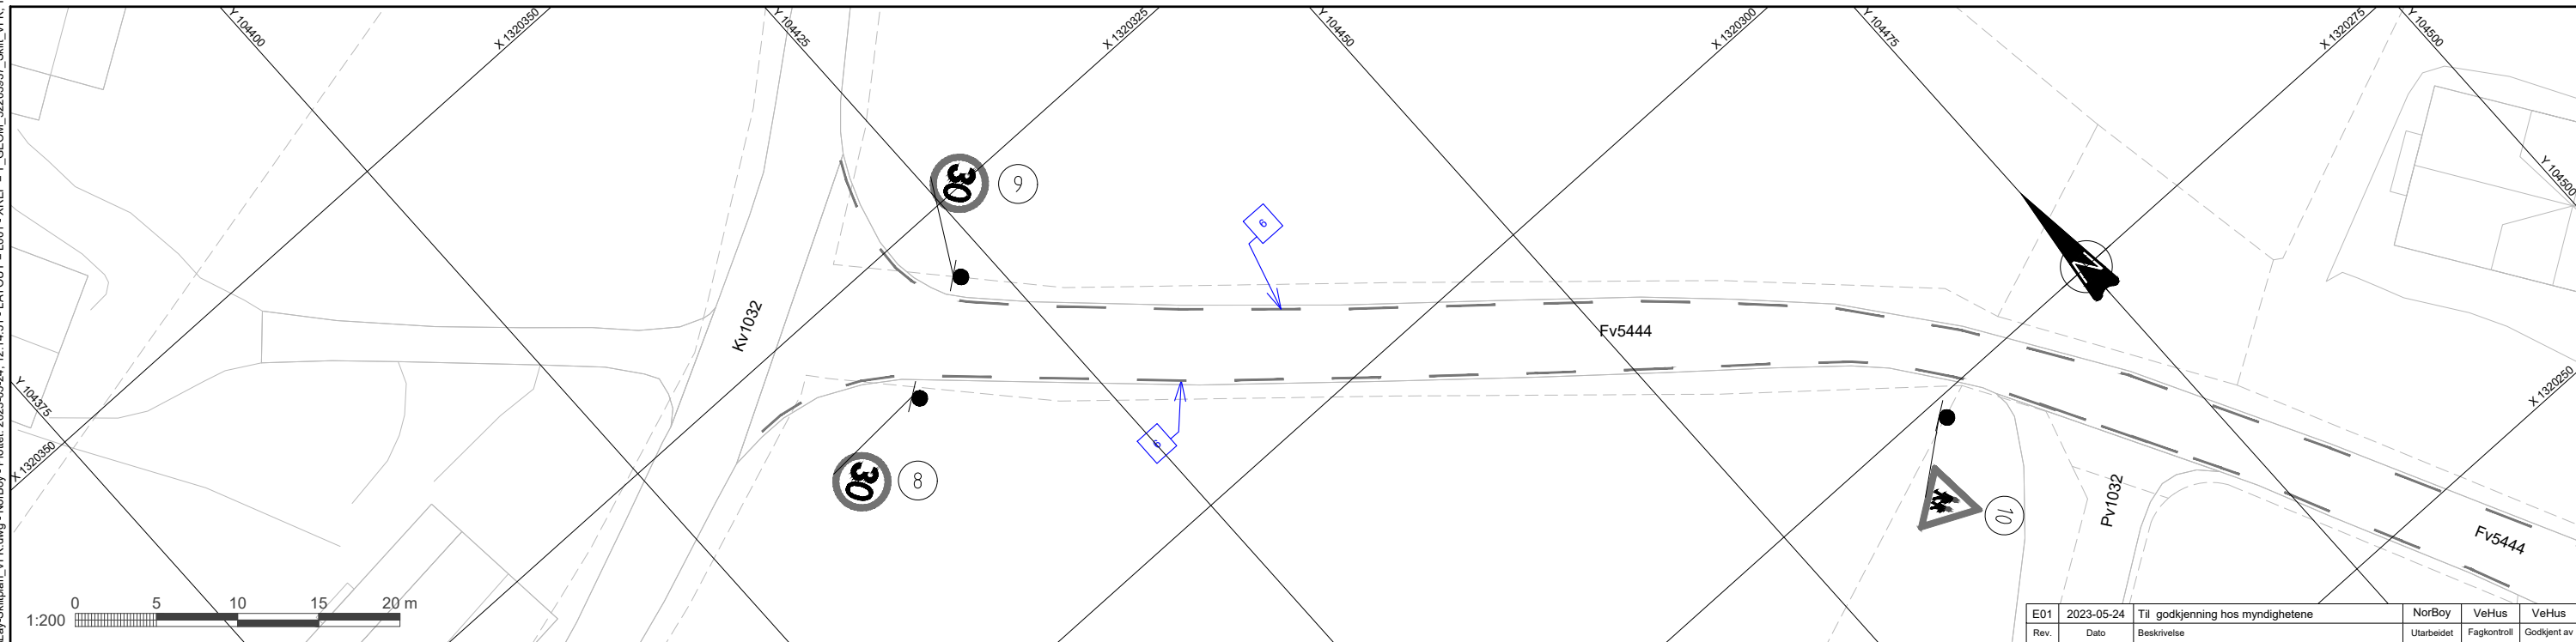 Y 104400
X 1320350
Y 104425
X 1320325
Y 104450
X 1320300
Y 104475
X 1320275
Y 104500
Y 104500
30
9
6
N
Kv1032
Fv5444
Y 104375
X 1320350
X 1320250
30
8
6
10
Pv1032
Fv5444
1:200
0 5 10 15 20 m
E01 2023-05-24 Til godkjenning hos myndighetene NorBoy VeHus VeHus
Rev. Dato Beskrivelse Utarbeidet Fagkontroll Godkjent av